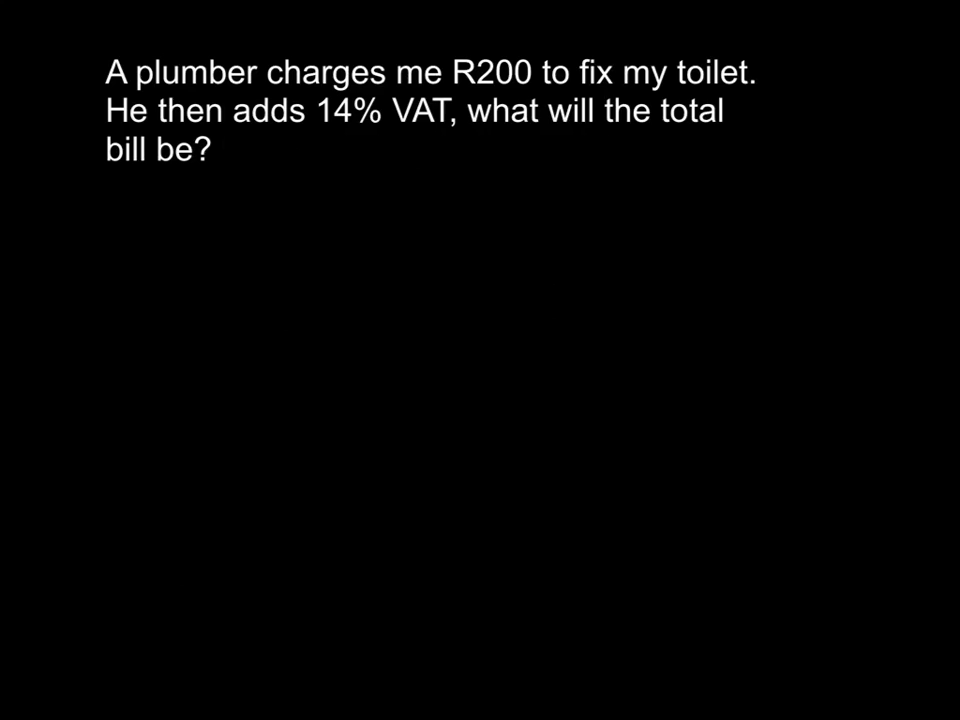 A plumber charges me R200 to fix my toilet.
He then adds 14% VAT, what will the total
bill be?